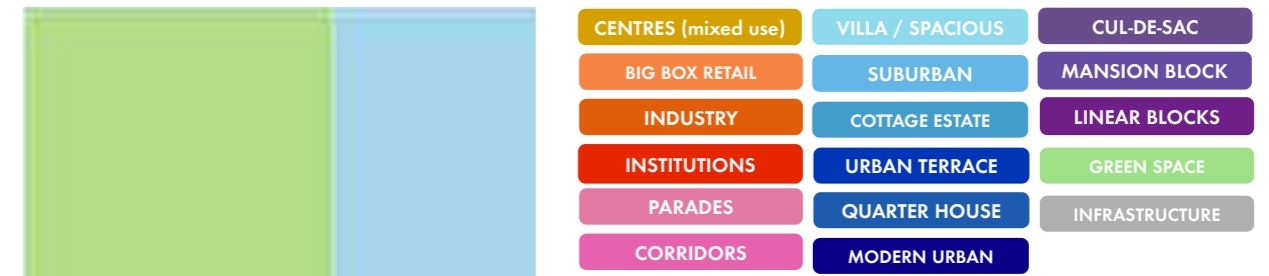 CENTRES (mixed use)
BIG BOX RETAIL
INDUSTRY
INSTITUTIONS
PARADES
CORRIDORS
VILLA / SPACIOUS
SUBURBAN
COTTAGE ESTATE
URBAN TERRACE
QUARTER HOUSE
MODERN URBAN
CUL-DE-SAC
MANSION BLOCK
LINEAR BLOCKS
GREEN SPACE
INFRASTRUCTURE